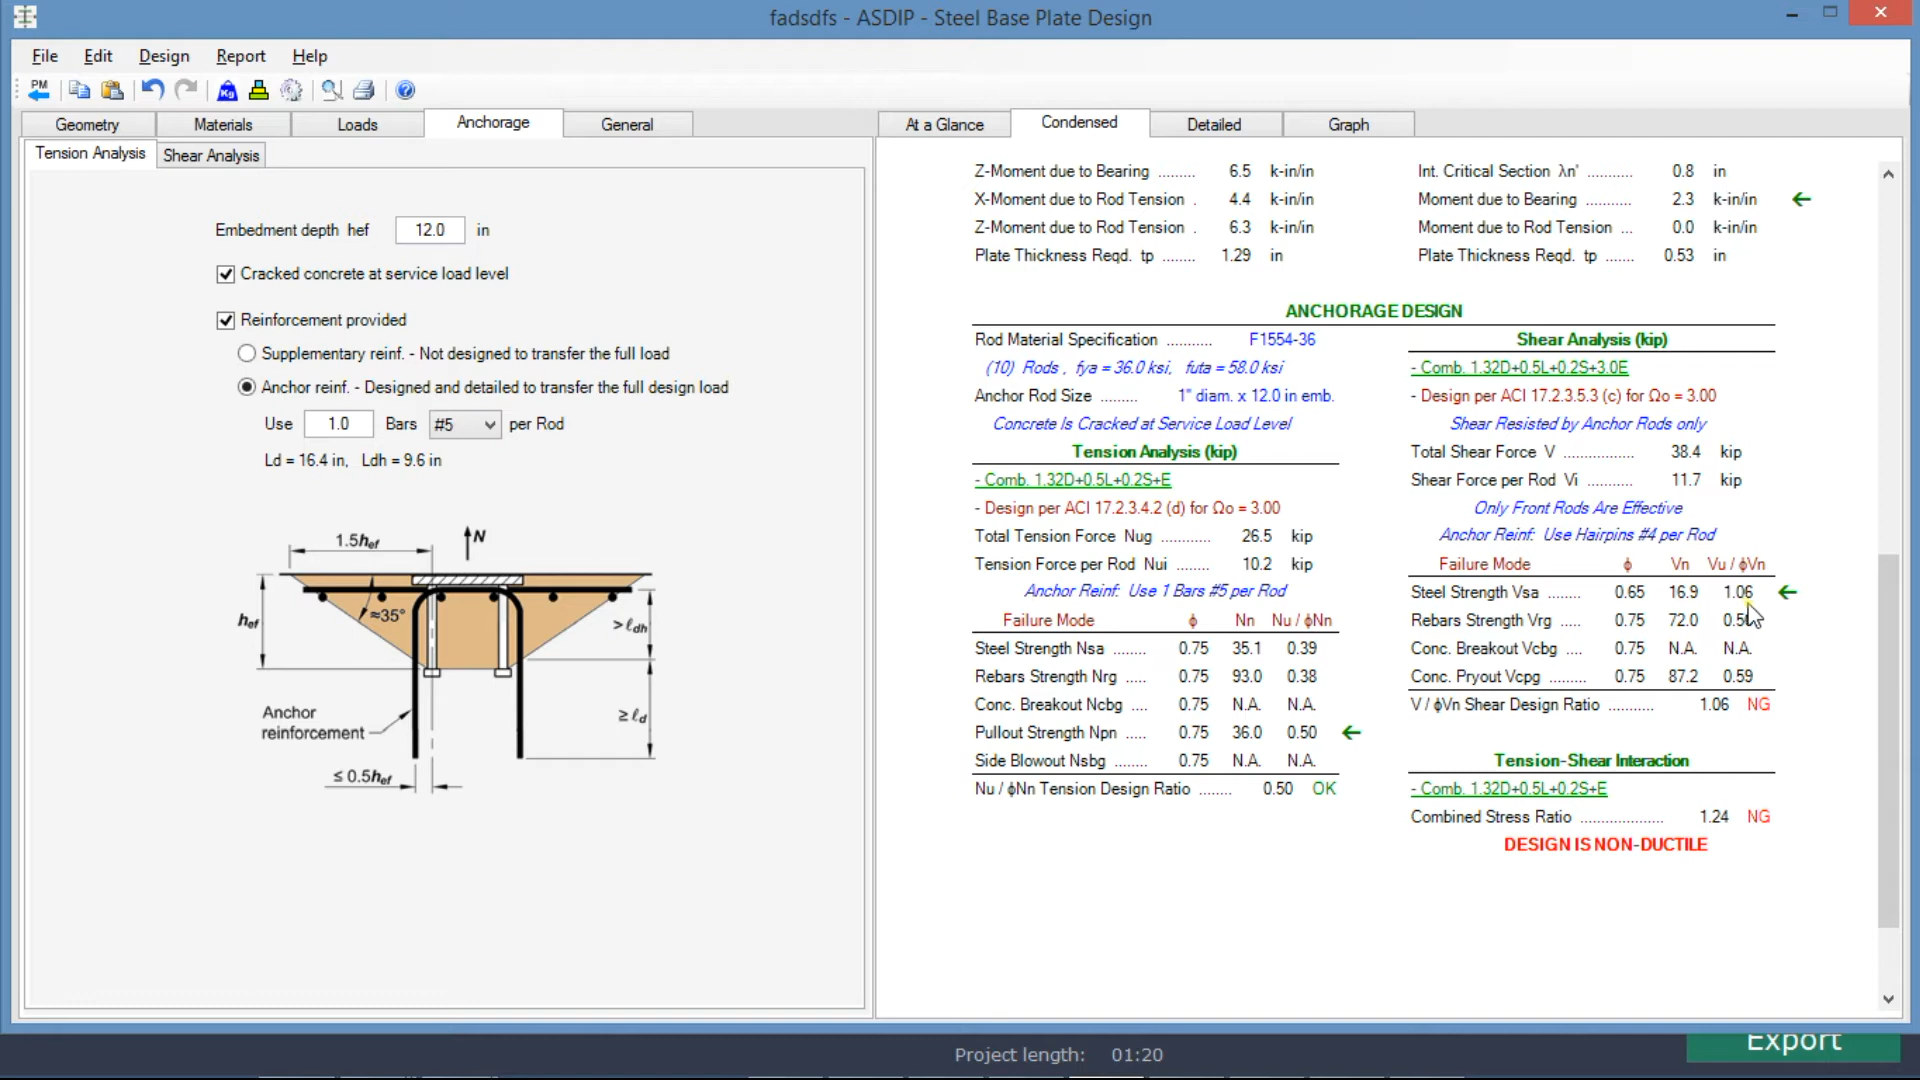 fadsdfs - ASDIP - Steel Base Plate Design
File Edit Design Report Help
PM Kg
Geometry Materials Loads Anchorage General
At a Glance Condensed Detailed Graph
Tension Analysis Shear Analysis
Embedment depth hef 12.0 in
Cracked concrete at service load level
Reinforcement provided
Supplementary reinf. - Not designed to transfer the full load
Anchor reinf. - Designed and detailed to transfer the full design load
Use 1.0 Bars #5 per Rod
Ld = 16.4 in, Ldh = 9.6 in
1.5hef N
hef ≈35° >ℓdh
Anchor reinforcement
≥ℓd
≤ 0.5hef
Z-Moment due to Bearing ........ 6.5 k-in/in
X-Moment due to Rod Tension . 4.4 k-in/in
Z-Moment due to Rod Tension . 6.3 k-in/in
Plate Thickness Reqd. tp ........ 1.29 in
Int. Critical Section λn' ........... 0.8 in
Moment due to Bearing ........... 2.3 k-in/in
Moment due to Rod Tension ... 0.0 k-in/in
Plate Thickness Reqd. tp ....... 0.53 in
ANCHORAGE DESIGN
Rod Material Specification ........... F1554-36
(10) Rods , fya = 36.0 ksi, futa = 58.0 ksi
Anchor Rod Size ......... 1" diam. x 12.0 in emb.
Concrete Is Cracked at Service Load Level
Tension Analysis (kip)
- Comb. 1.32D+0.5L+0.2S+E
- Design per ACI 17.2.3.4.2 (d) for Ωo = 3.00
Total Tension Force Nug ............ 26.5 kip
Tension Force per Rod Nui .......... 10.2 kip
Anchor Reinf: Use 1 Bars #5 per Rod
Failure Mode ϕ Nn Nu / ϕNn
Steel Strength Nsa ........ 0.75 35.1 0.39
Rebars Strength Nrg ..... 0.75 93.0 0.38
Conc. Breakout Ncbg .... 0.75 N.A. N.A.
Pullout Strength Npn ..... 0.75 36.0 0.50
Side Blowout Nsbg ........ 0.75 N.A. N.A.
Nu / ϕNn Tension Design Ratio ........ 0.50 OK
Shear Analysis (kip)
- Comb. 1.32D+0.5L+0.2S+3.0E
- Design per ACI 17.2.3.5.3 (c) for Ωo = 3.00
Shear Resisted by Anchor Rods only
Total Shear Force V ................. 38.4 kip
Shear Force per Rod Vi ........... 11.7 kip
Only Front Rods Are Effective
Anchor Reinf: Use Hairpins #4 per Rod
Failure Mode ϕ Vn Vu / ϕVn
Steel Strength Vsa ........ 0.65 16.9 1.06
Rebars Strength Vrg ..... 0.75 72.0
Conc. Breakout Vcbg .... 0.75 N.A. N.A.
Conc. Pryout Vcpg ......... 0.75 87.2 0.59
V / ϕVn Shear Design Ratio ........... 1.06 NG
Tension-Shear Interaction
- Comb. 1.32D+0.5L+0.2S+E
Combined Stress Ratio .................... 1.24 NG
DESIGN IS NON-DUCTILE
Project length: 01:20
Export